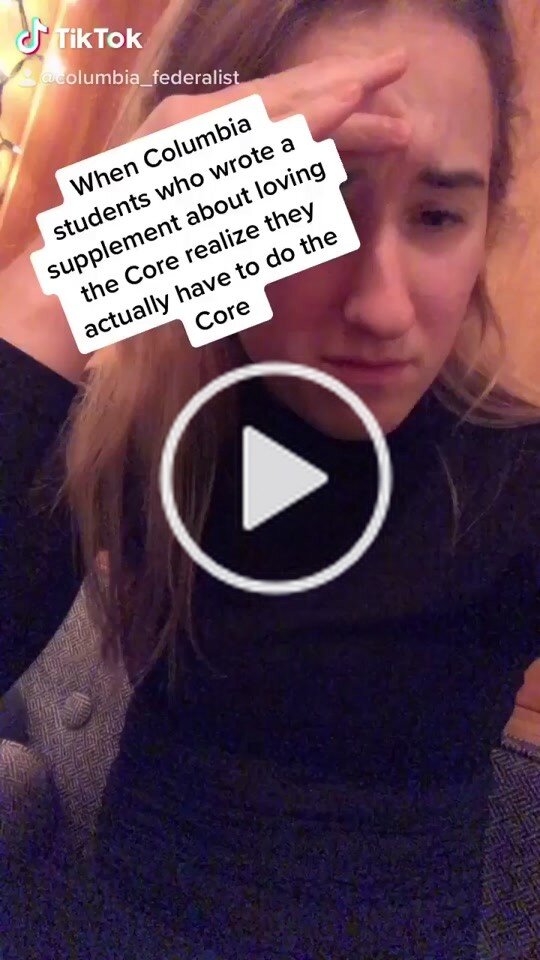 TikTok
@columbia_federalist
When Columbia
students who wrote a
supplement about loving
the Core realize they
actually have to do the
Core